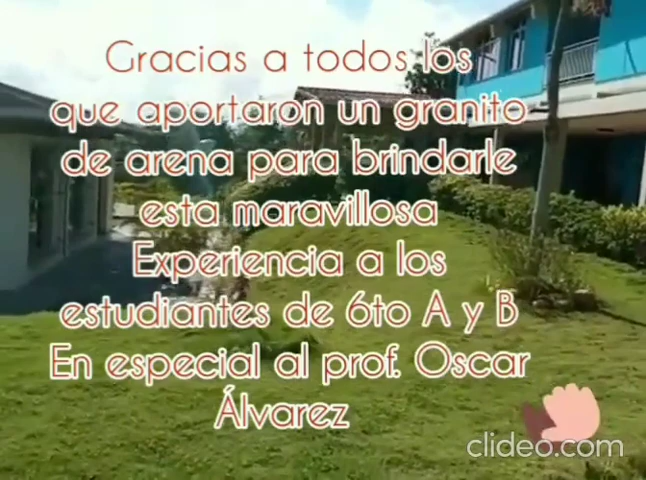 Gracias a todos los
que aportaron un granito
de arena para brindarle
esta maravillosa
Experiencia a los
estudiantes de 6to A y B
En especial al prof. Oscar
Álvarez
clideo.com